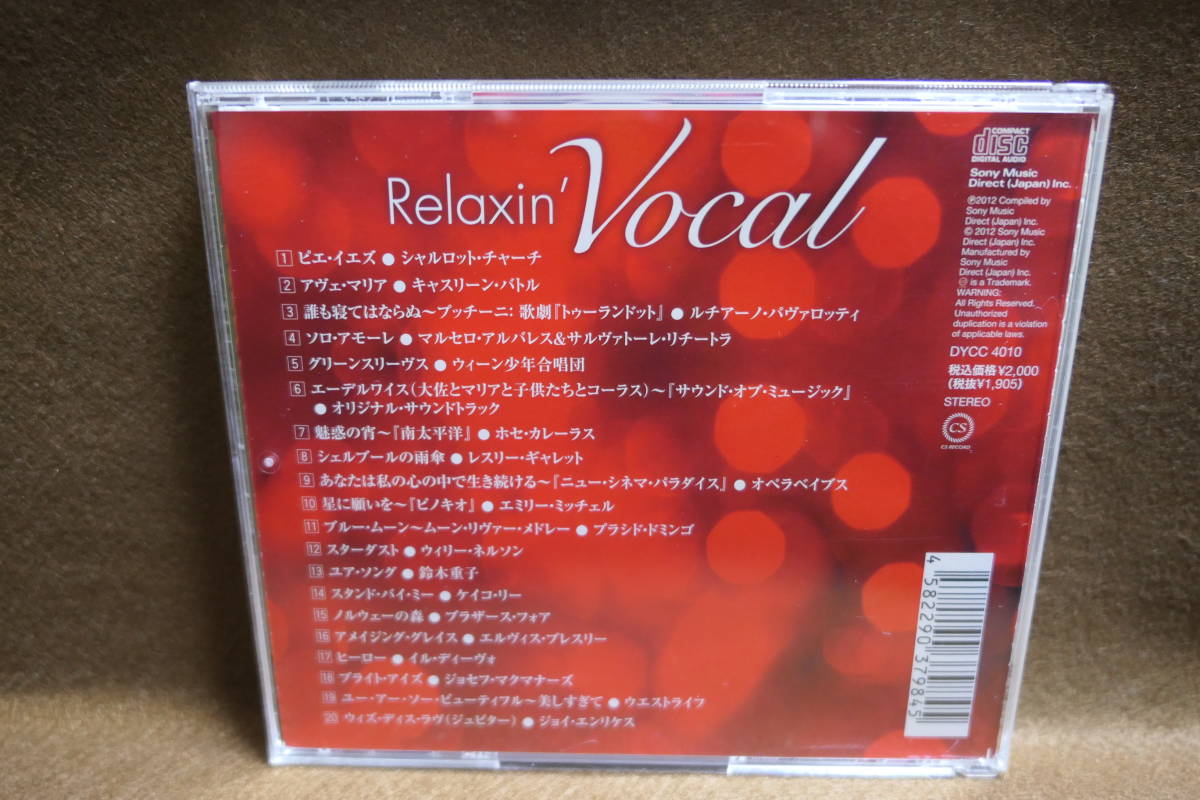 Relaxin' Vocal
1 ピエ・イエズ ● シャルロット・チャーチ
2 アヴェ・マリア ● キャスリーン・バトル
3 誰も寝てはならぬ～プッチーニ: 歌劇『トゥーランドット』 ● ルチアーノ・パヴァロッティ
4 ソロ・アモーレ ● マルセロ・アルバレス&サルヴァトーレ・リチートラ
5 グリーンスリーヴス ● ウィーン少年合唱団
6 エーデルワイス(大佐とマリアと子供たちとコーラス)～『サウンド・オブ・ミュージック』
● オリジナル・サウンドトラック
7 魅惑の宵～『南太平洋』 ● ホセ・カレーラス
8 シェルブールの雨傘 ● レスリー・ギャレット
9 あなたは私の心の中で生き続ける～『ニュー・シネマ・パラダイス』 ● オペラベイブス
10 星に願いを～『ピノキオ』 ● エミリー・ミッチェル
11 ブルー・ムーン～ムーン・リヴァー・メドレー ● プラシド・ドミンゴ
12 スターダスト ● ウィリー・ネルソン
13 ユア・ソング ● 鈴木重子
14 スタンド・バイ・ミー ● ケイコ・リー
15 ノルウェーの森 ● ブラザース・フォア
16 アメイジング・グレイス ● エルヴィス・プレスリー
17 ヒーロー ● イル・ディーヴォ
18 ブライト・アイズ ● ジョセフ・マクマナーズ
19 ユー・アー・ソー・ビューティフル～美しすぎて ● ウエストライフ
20 ウィズ・ディス・ラヴ(ジュピター) ● ジョイ・エンリケス
COMPACT
disc
DIGITAL AUDIO
Sony Music
Direct (Japan) Inc.
℗2012 Compiled by
Sony Music
Direct (Japan) Inc.
© 2012 Sony Music
Direct (Japan) Inc.
Manufactured by
Sony Music
Direct (Japan) Inc.
is a Trademark.
WARNING:
All Rights Reserved.
Unauthorized
duplication is a violation
of applicable laws.
DYCC 4010
税込価格¥2,000
(税抜¥1,905)
STEREO
CS
CS RECORD
4 582290 379845